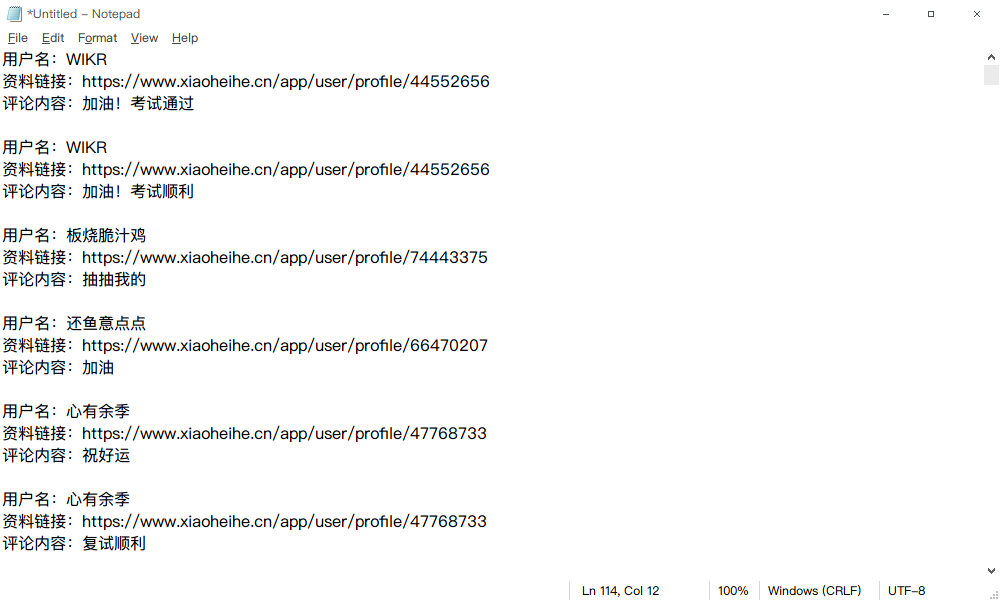 *Untitled – Notepad
File Edit Format View Help
用户名：WIKR
资料链接：https://www.xiaoheihe.cn/app/user/profile/44552656
评论内容：加油！考试通过
用户名：WIKR
资料链接：https://www.xiaoheihe.cn/app/user/profile/44552656
评论内容：加油！考试顺利
用户名：板烧脆汁鸡
资料链接：https://www.xiaoheihe.cn/app/user/profile/74443375
评论内容：抽抽我的
用户名：还鱼意点点
资料链接：https://www.xiaoheihe.cn/app/user/profile/66470207
评论内容：加油
用户名：心有余季
资料链接：https://www.xiaoheihe.cn/app/user/profile/47768733
评论内容：祝好运
用户名：心有余季
资料链接：https://www.xiaoheihe.cn/app/user/profile/47768733
评论内容：复试顺利
Ln 114, Col 12 100% Windows (CRLF) UTF-8